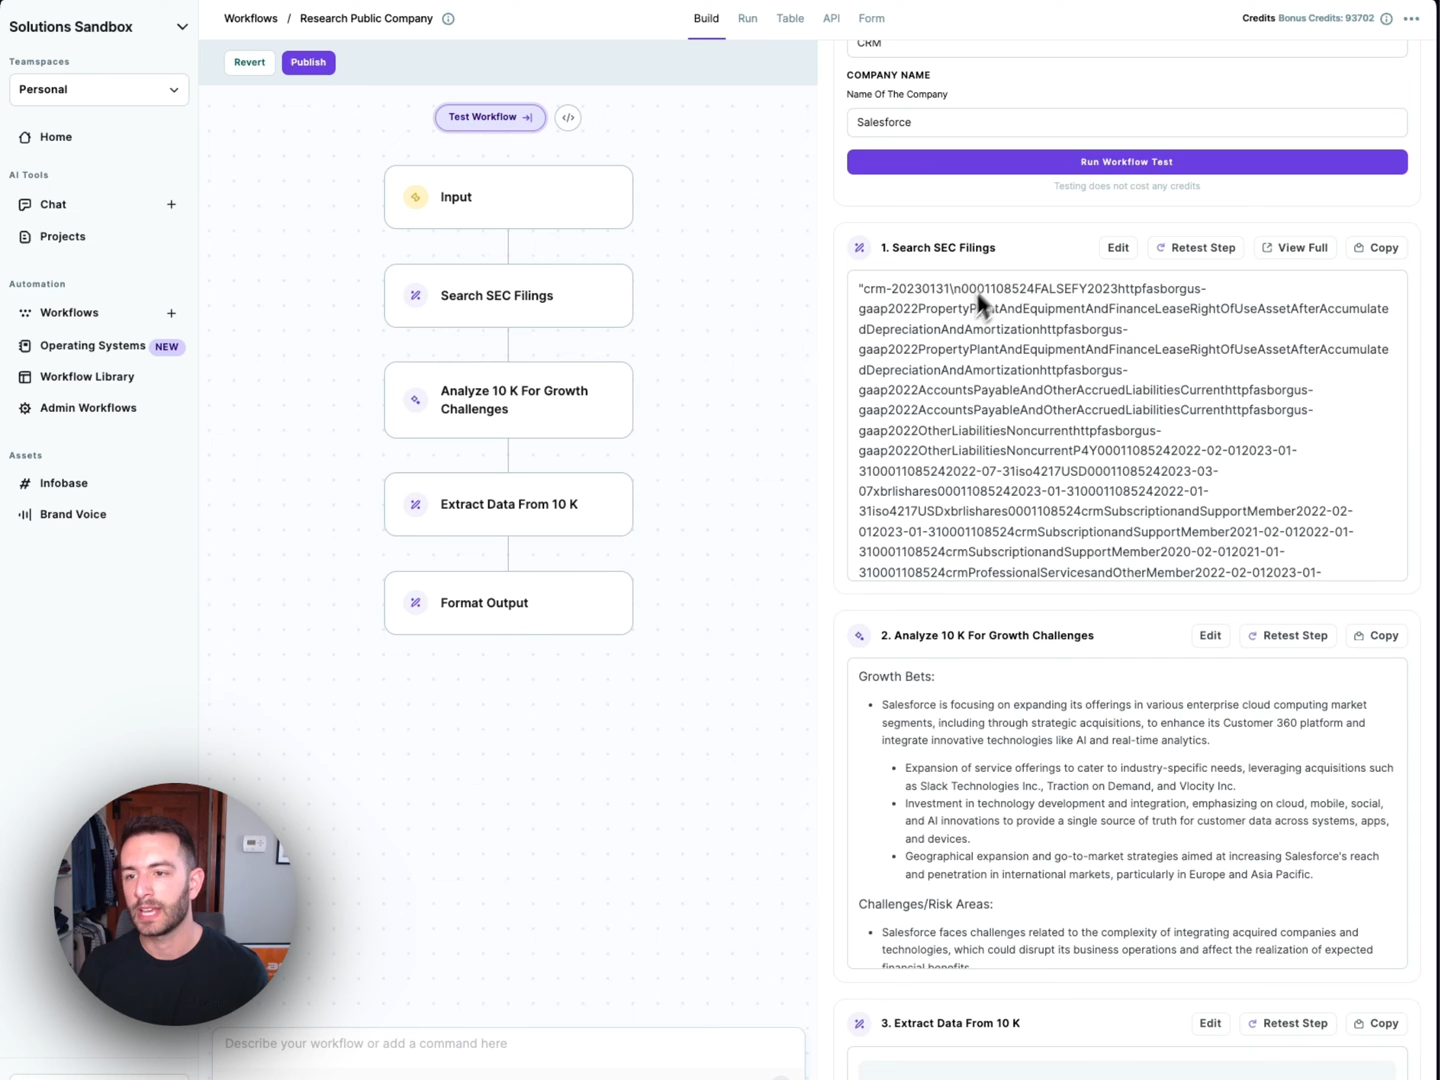 Solutions Sandbox
Teamspaces
Personal
Home
AI Tools
Chat
Projects
Automation
Workflows
Operating Systems NEW
Workflow Library
Admin Workflows
Assets
Infobase
Brand Voice
Workflows / Research Public Company
Build Run Table API Form
Credits Bonus Credits: 93702
Revert Publish
Test Workflow
</>
Input
Search SEC Filings
Analyze 10 K For Growth
Challenges
Extract Data From 10 K
Format Output
Describe your workflow or add a command here
CRM
COMPANY NAME
Name Of The Company
Salesforce
Run Workflow Test
Testing does not cost any credits
1. Search SEC Filings Edit Retest Step View Full Copy
"crm-20230131\n0001108524FALSEFY2023httpfasborgus-
gaap2022PropertyPlantAndEquipmentAndFinanceLeaseRightOfUseAssetAfterAccumulate
dDepreciationAndAmortizationhttpfasborgus-
gaap2022PropertyPlantAndEquipmentAndFinanceLeaseRightOfUseAssetAfterAccumulate
dDepreciationAndAmortizationhttpfasborgus-
gaap2022AccountsPayableAndOtherAccruedLiabilitiesCurrenthttpfasborgus-
gaap2022AccountsPayableAndOtherAccruedLiabilitiesCurrenthttpfasborgus-
gaap2022OtherLiabilitiesNoncurrenthttpfasborgus-
gaap2022OtherLiabilitiesNoncurrentP4Y00011085242022-02-012023-01-
3100011085242022-07-31iso4217USD00011085242023-03-
07xbrlishares00011085242023-01-3100011085242022-01-
31iso4217USDxbrlishares0001108524crmSubscriptionandSupportMember2022-02-
012023-01-310001108524crmSubscriptionandSupportMember2021-02-012022-01-
310001108524crmSubscriptionandSupportMember2020-02-012021-01-
310001108524crmProfessionalServicesandOtherMember2022-02-012023-01-
2. Analyze 10 K For Growth Challenges Edit Retest Step Copy
Growth Bets:
• Salesforce is focusing on expanding its offerings in various enterprise cloud computing market
segments, including through strategic acquisitions, to enhance its Customer 360 platform and
integrate innovative technologies like AI and real-time analytics.
• Expansion of service offerings to cater to industry-specific needs, leveraging acquisitions such
as Slack Technologies Inc., Traction on Demand, and Vlocity Inc.
• Investment in technology development and integration, emphasizing on cloud, mobile, social,
and AI innovations to provide a single source of truth for customer data across systems, apps,
and devices.
• Geographical expansion and go-to-market strategies aimed at increasing Salesforce's reach
and penetration in international markets, particularly in Europe and Asia Pacific.
Challenges/Risk Areas:
• Salesforce faces challenges related to the complexity of integrating acquired companies and
technologies, which could disrupt its business operations and affect the realization of expected
financial benefits.
3. Extract Data From 10 K Edit Retest Step Copy